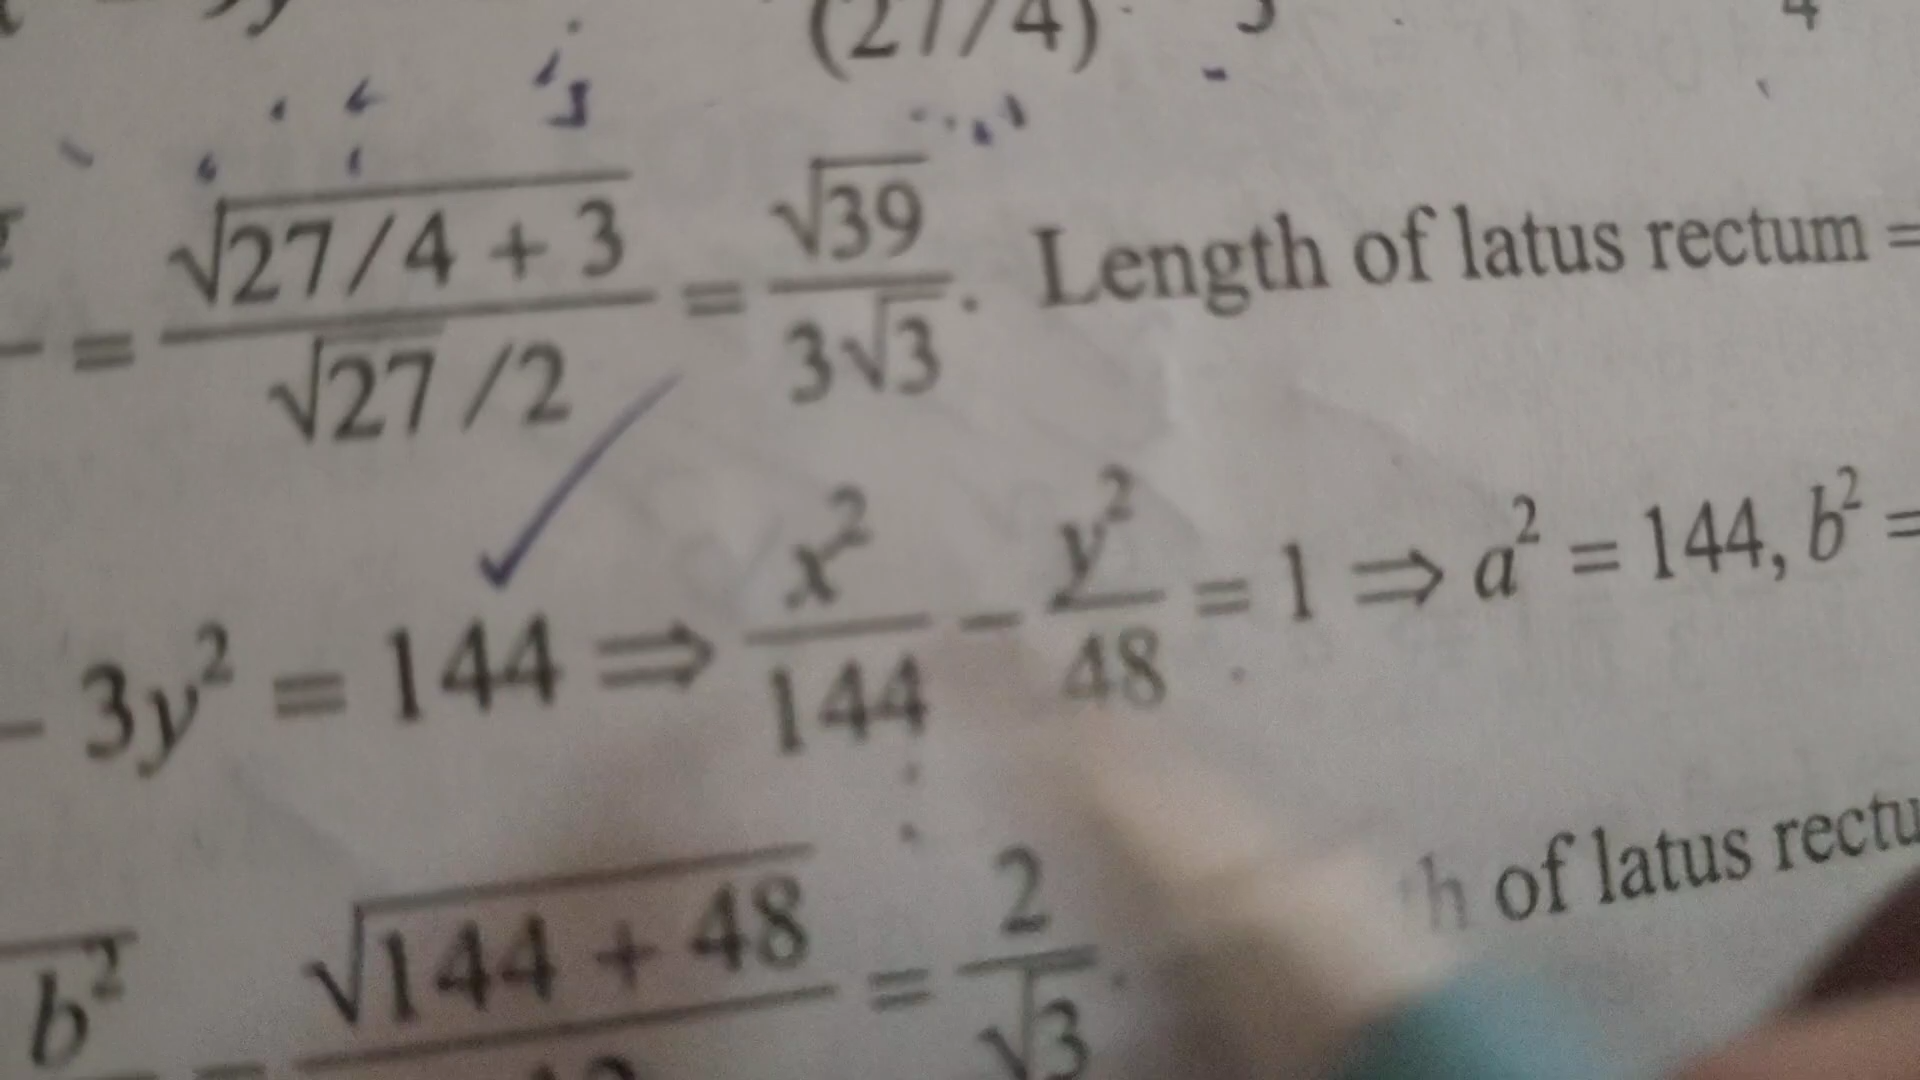 (27/4)
= √(27/4 + 3) / (√27/2) = √39 / (3√3). Length of latus rectum =
- 3y² = 144 ⇒ x²/144 - y²/48 = 1 ⇒ a² = 144, b² =
b² = √(144 + 48) / 12 = 2/√3. of latus rectu